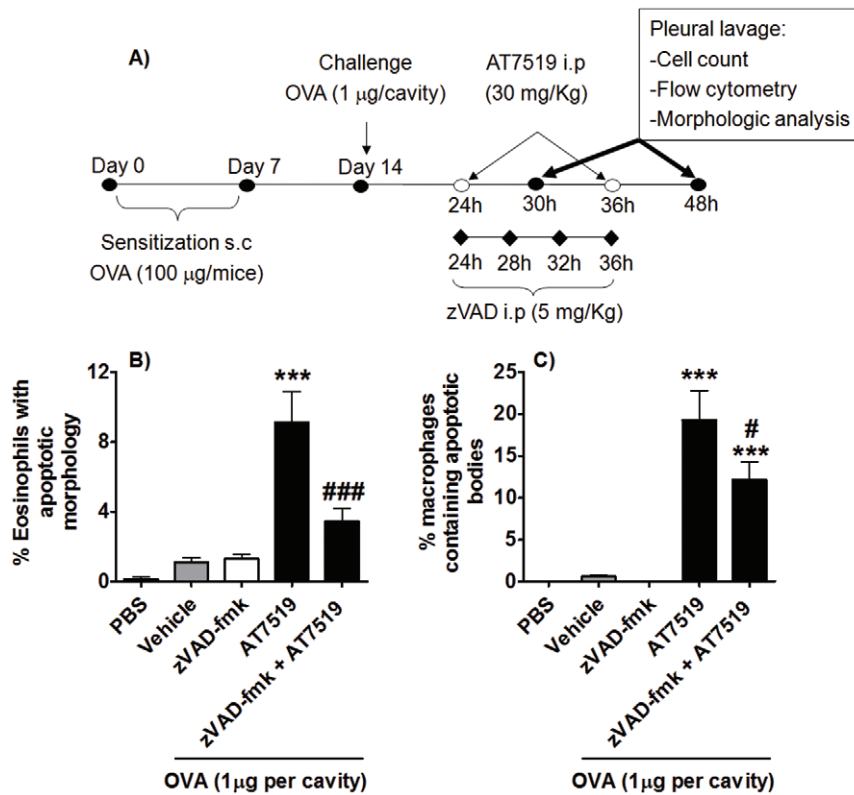 A)
Challenge
OVA (1 μg/cavity)
AT7519 i.p
(30 mg/Kg)
Pleural lavage:
-Cell count
-Flow cytometry
-Morphologic analysis
Day 0
Day 7
Day 14
24h
30h
36h
48h
Sensitization s.c
OVA (100 μg/mice)
24h
28h
32h
36h
zVAD i.p (5 mg/Kg)
B)
% Eosinophils with
apoptotic
morphology
12
8
4
0
***
###
PBS
Vehicle
zVAD-fmk
AT7519
zVAD-fmk + AT7519
OVA (1μg per cavity)
C)
% macrophages
containing apoptotic
bodies
25
20
15
10
5
0
***
#
***
PBS
Vehicle
zVAD-fmk
AT7519
zVAD-fmk + AT7519
OVA (1μg per cavity)